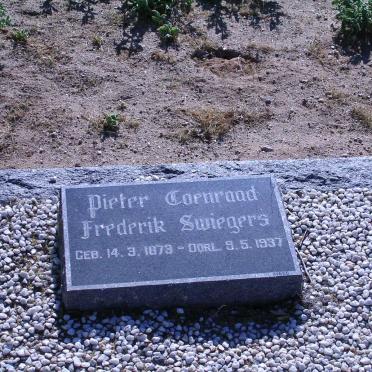 Pieter Coenraad
Frederik Swiegers
GEB. 14. 3. 1873 - OORL. 9. 5. 1937